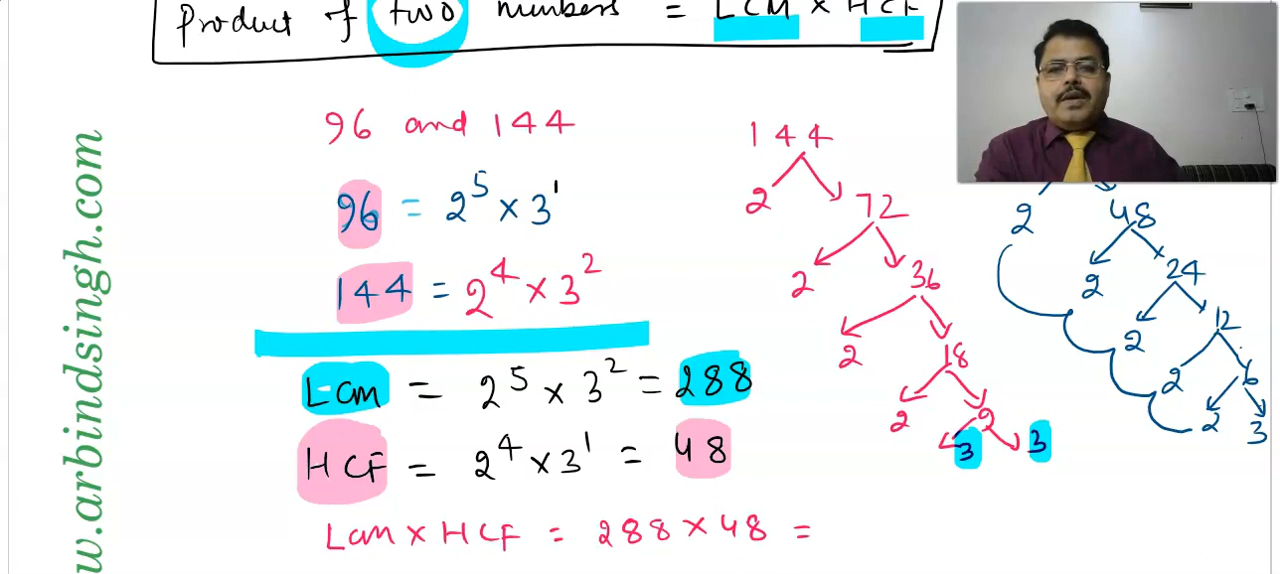 Product of two numbers = LCM × HCF
96 and 144
96 = 2⁵ × 3¹
144 = 2⁴ × 3²
Lcm = 2⁵ × 3² = 288
HCF = 2⁴ × 3¹ = 48
Lcm × HCF = 288 × 48 =
144
2 72
2 36
2 18
2 9
3 3
2 48
2 24
2 12
2 6
2 3
w.arbindsingh.com